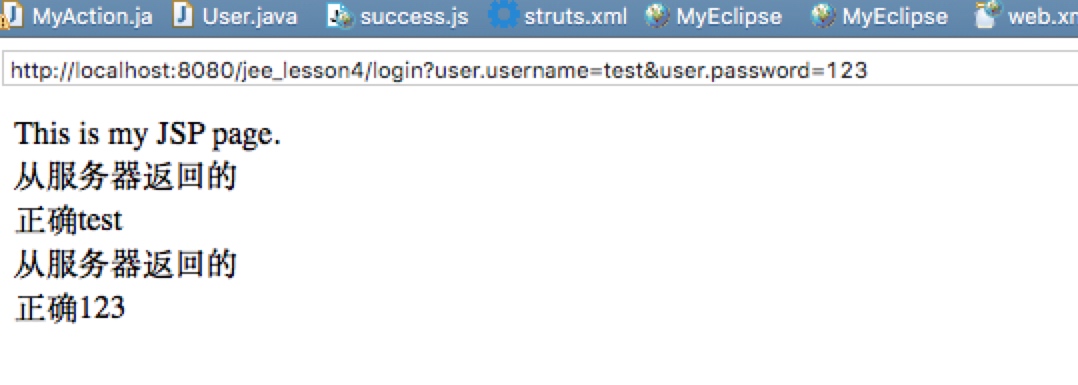 MyAction.ja User.java success.js struts.xml MyEclipse MyEclipse web.xn
http://localhost:8080/jee_lesson4/login?user.username=test&user.password=123
This is my JSP page.
从服务器返回的
正确test
从服务器返回的
正确123